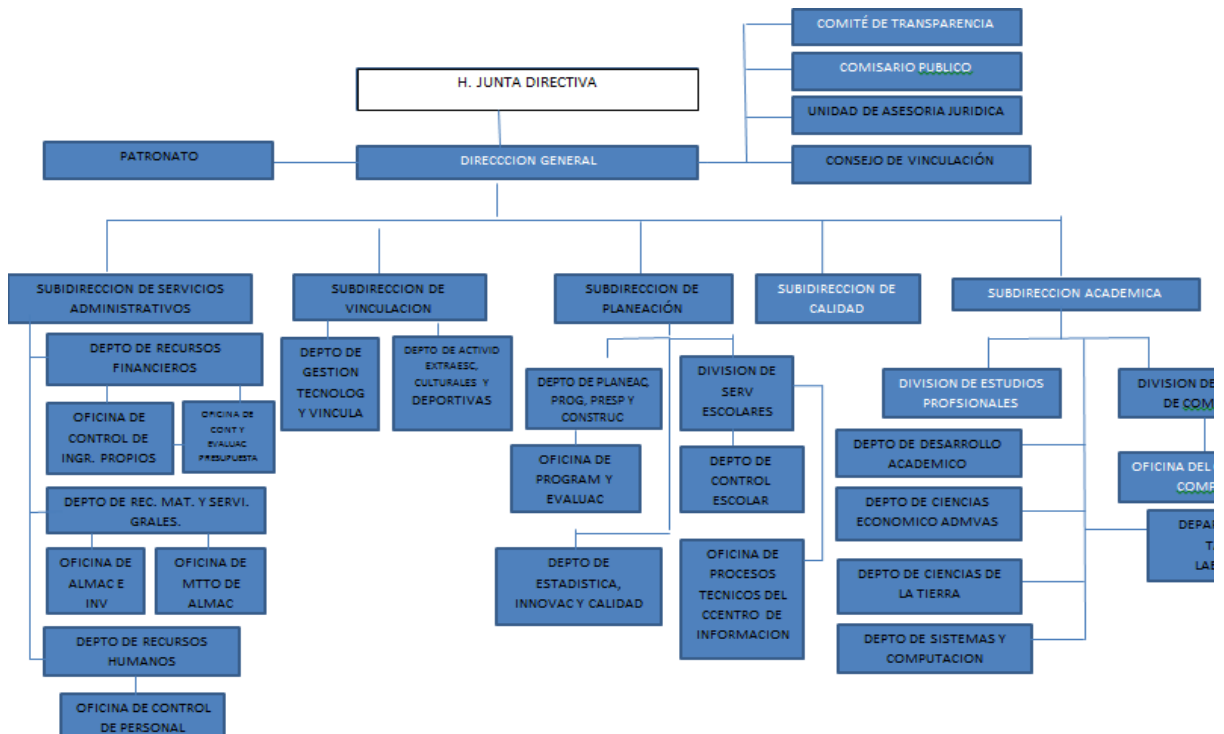 COMITÉ DE TRANSPARENCIA
COMISARIO PUBLICO
H. JUNTA DIRECTIVA
UNIDAD DE ASESORIA JURIDICA
PATRONATO
DIRECCCION GENERAL
CONSEJO DE VINCULACIÓN
SUBIDIRECCION DE SERVICIOS
ADMINISTRATIVOS
SUBDIRECCION DE
VINCULACION
SUBDIRECCION DE
PLANEACIÓN
SUBIDIRECCION DE
CALIDAD
SUBDIRECCION ACADEMICA
DEPTO DE RECURSOS
FINANCIEROS
OFICINA DE
CONTROL DE
INGR. PROPIOS
OFICINA DE
CONT Y
EVALUAC
PRESUPUESTA
DEPTO DE REC. MAT. Y SERVI.
GRALES.
OFICINA DE
ALMAC E
INV
OFICINA DE
MTTO DE
ALMAC
DEPTO DE RECURSOS
HUMANOS
OFICINA DE CONTROL
DE PERSONAL
DEPTO DE
GESTION
TECNOLOG
Y VINCULA
DEPTO DE ACTIVID
EXTRAESC,
CULTURALES Y
DEPORTIVAS
DEPTO DE PLANEAC,
PROG, PRESP Y
CONSTRUC
OFICINA DE
PROGRAM Y
EVALUAC
DIVISION DE
SERV
ESCOLARES
DEPTO DE
CONTROL
ESCOLAR
DEPTO DE
ESTADISTICA,
INNOVAC Y CALIDAD
OFICINA DE
PROCESOS
TECNICOS DEL
CCENTRO DE
INFORMACION
DIVISION DE ESTUDIOS
PROFSIONALES
DEPTO DE DESARROLLO
ACADEMICO
DEPTO DE CIENCIAS
ECONOMICO ADMVAS
DEPTO DE CIENCIAS DE
LA TIERRA
DEPTO DE SISTEMAS Y
COMPUTACION
DIVISION DE
DE
OFICINA DEL